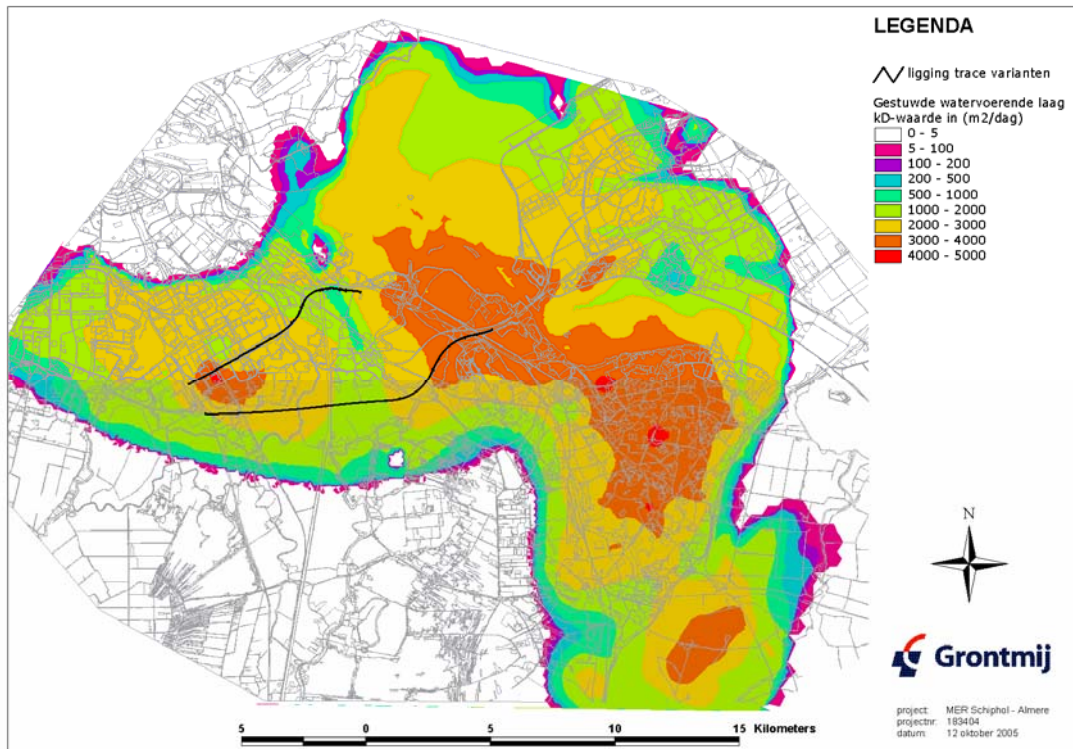 LEGENDA
ligging trace varianten
Gestuwde watervoerende laag
kD-waarde in (m2/dag)
0 - 5
5 - 100
100 - 200
200 - 500
500 - 1000
1000 - 2000
2000 - 3000
3000 - 4000
4000 - 5000
N
Grontmij
project: MER Schiphol - Almere
projectnr: 183404
datum: 12 oktober 2005
5 0 5 10 15 Kilometers